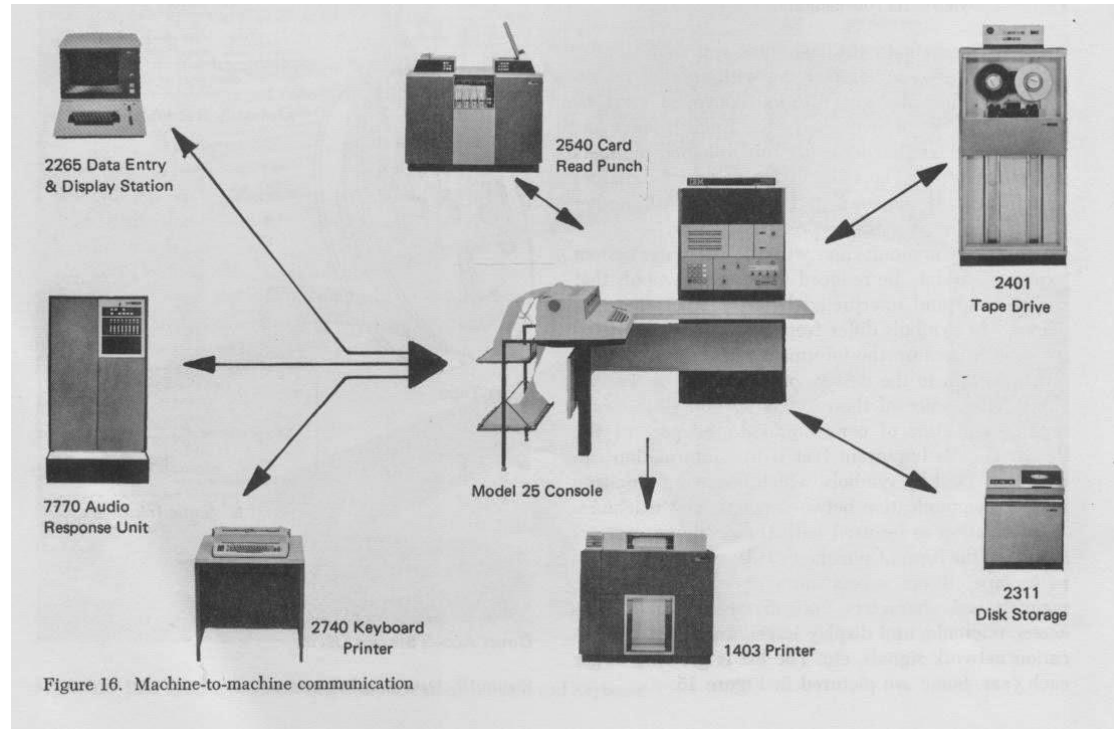 2265 Data Entry
& Display Station
2540 Card
Read Punch
IBM
2401
Tape Drive
7770 Audio
Response Unit
Model 25 Console
2311
Disk Storage
2740 Keyboard
Printer
1403 Printer
Figure 16. Machine-to-machine communication